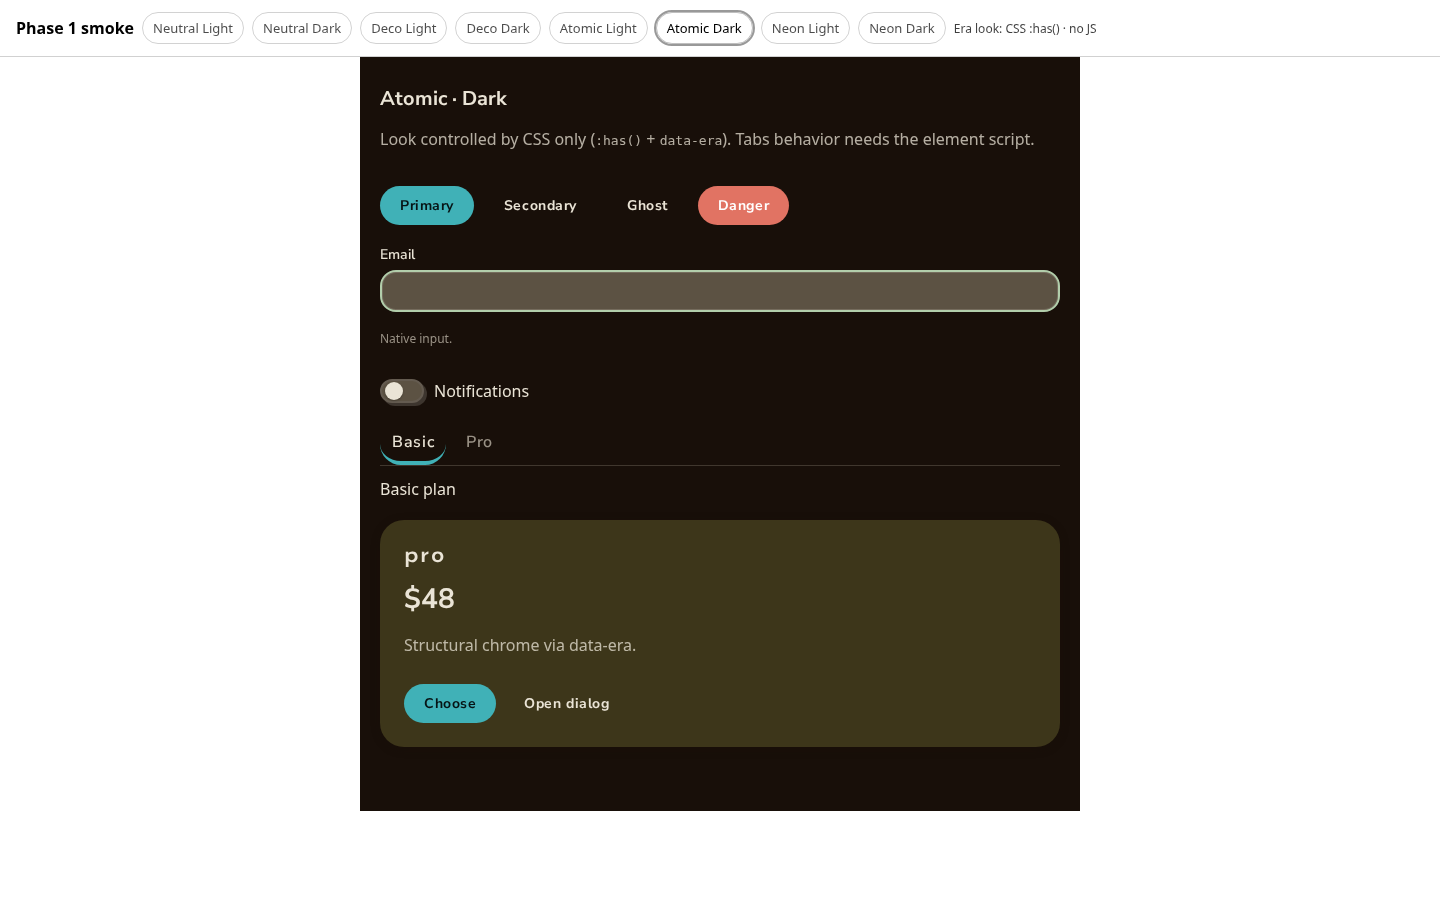 Phase 1 smoke Neutral Light Neutral Dark Deco Light Deco Dark Atomic Light Atomic Dark Neon Light Neon Dark Era look: CSS :has() · no JS
Atomic · Dark
Look controlled by CSS only (:has() + data-era). Tabs behavior needs the element script.
Primary Secondary Ghost Danger
Email
Native input.
Notifications
Basic Pro
Basic plan
pro
$48
Structural chrome via data-era.
Choose Open dialog